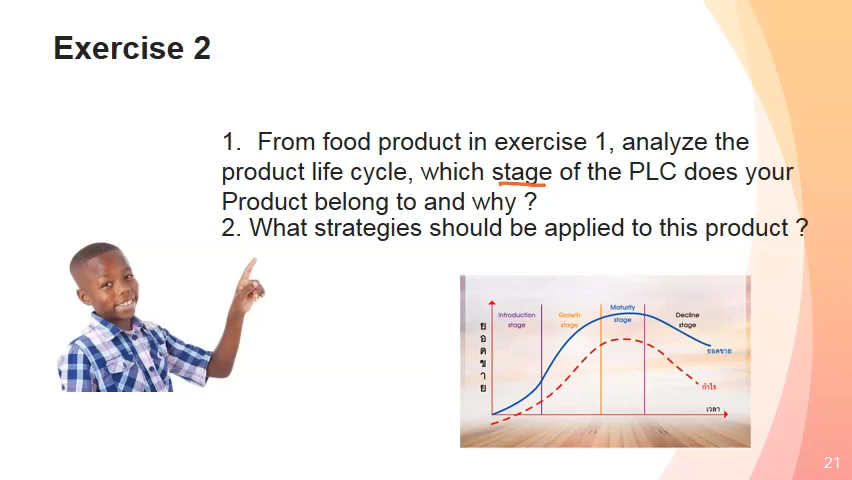 Exercise 2
1. From food product in exercise 1, analyze the
product life cycle, which stage of the PLC does your
Product belong to and why ?
2. What strategies should be applied to this product ?
Introduction
stage
Growth
stage
Maturity
stage
Decline
stage
ยอดขาย
ยอดขาย
กำไร
เวลา
21